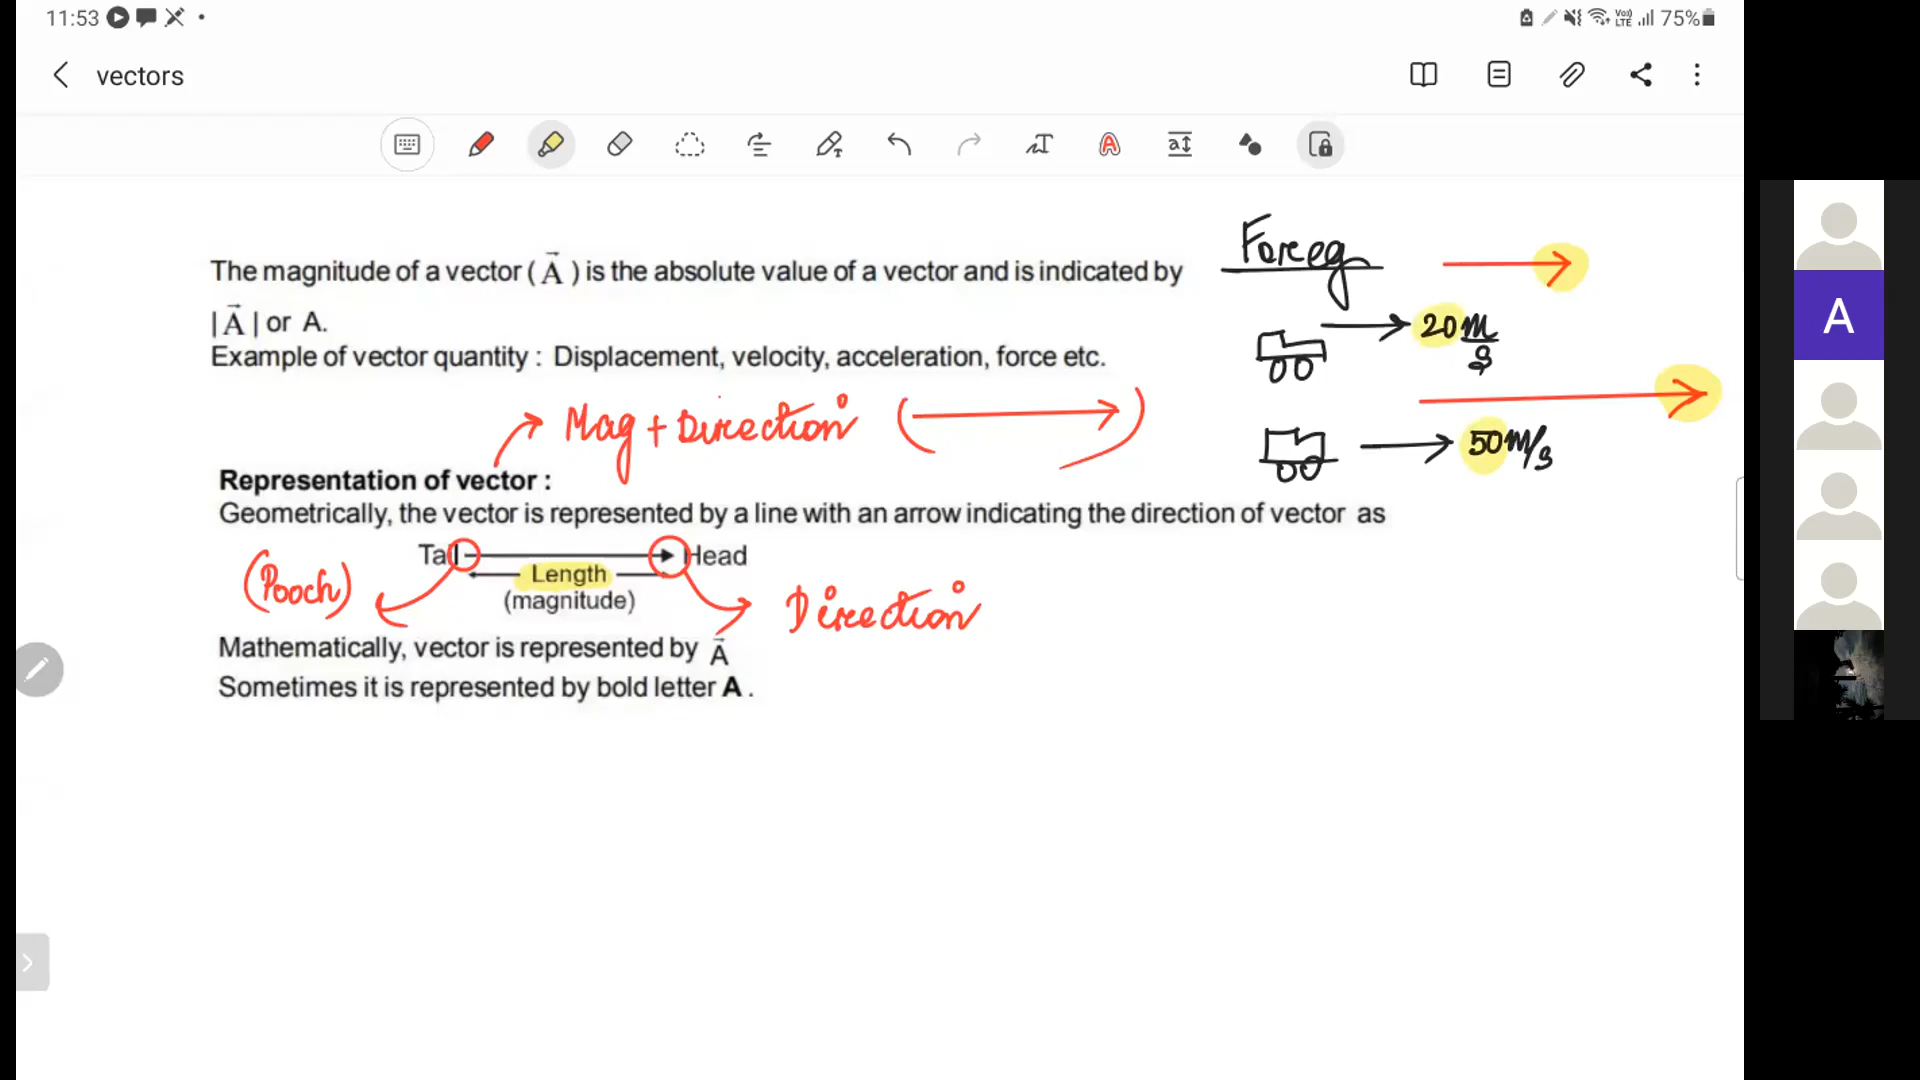 11:53
75%
vectors
The magnitude of a vector ( A⃗ ) is the absolute value of a vector and is indicated by
| A⃗ | or A.
Example of vector quantity : Displacement, velocity, acceleration, force etc.
For eg
20 m/s
50 m/s
Mag + Direction
Representation of vector :
Geometrically, the vector is represented by a line with an arrow indicating the direction of vector as
Tail Head
Length
(magnitude)
(Pooch)
Direction
Mathematically, vector is represented by A⃗
Sometimes it is represented by bold letter A .
A